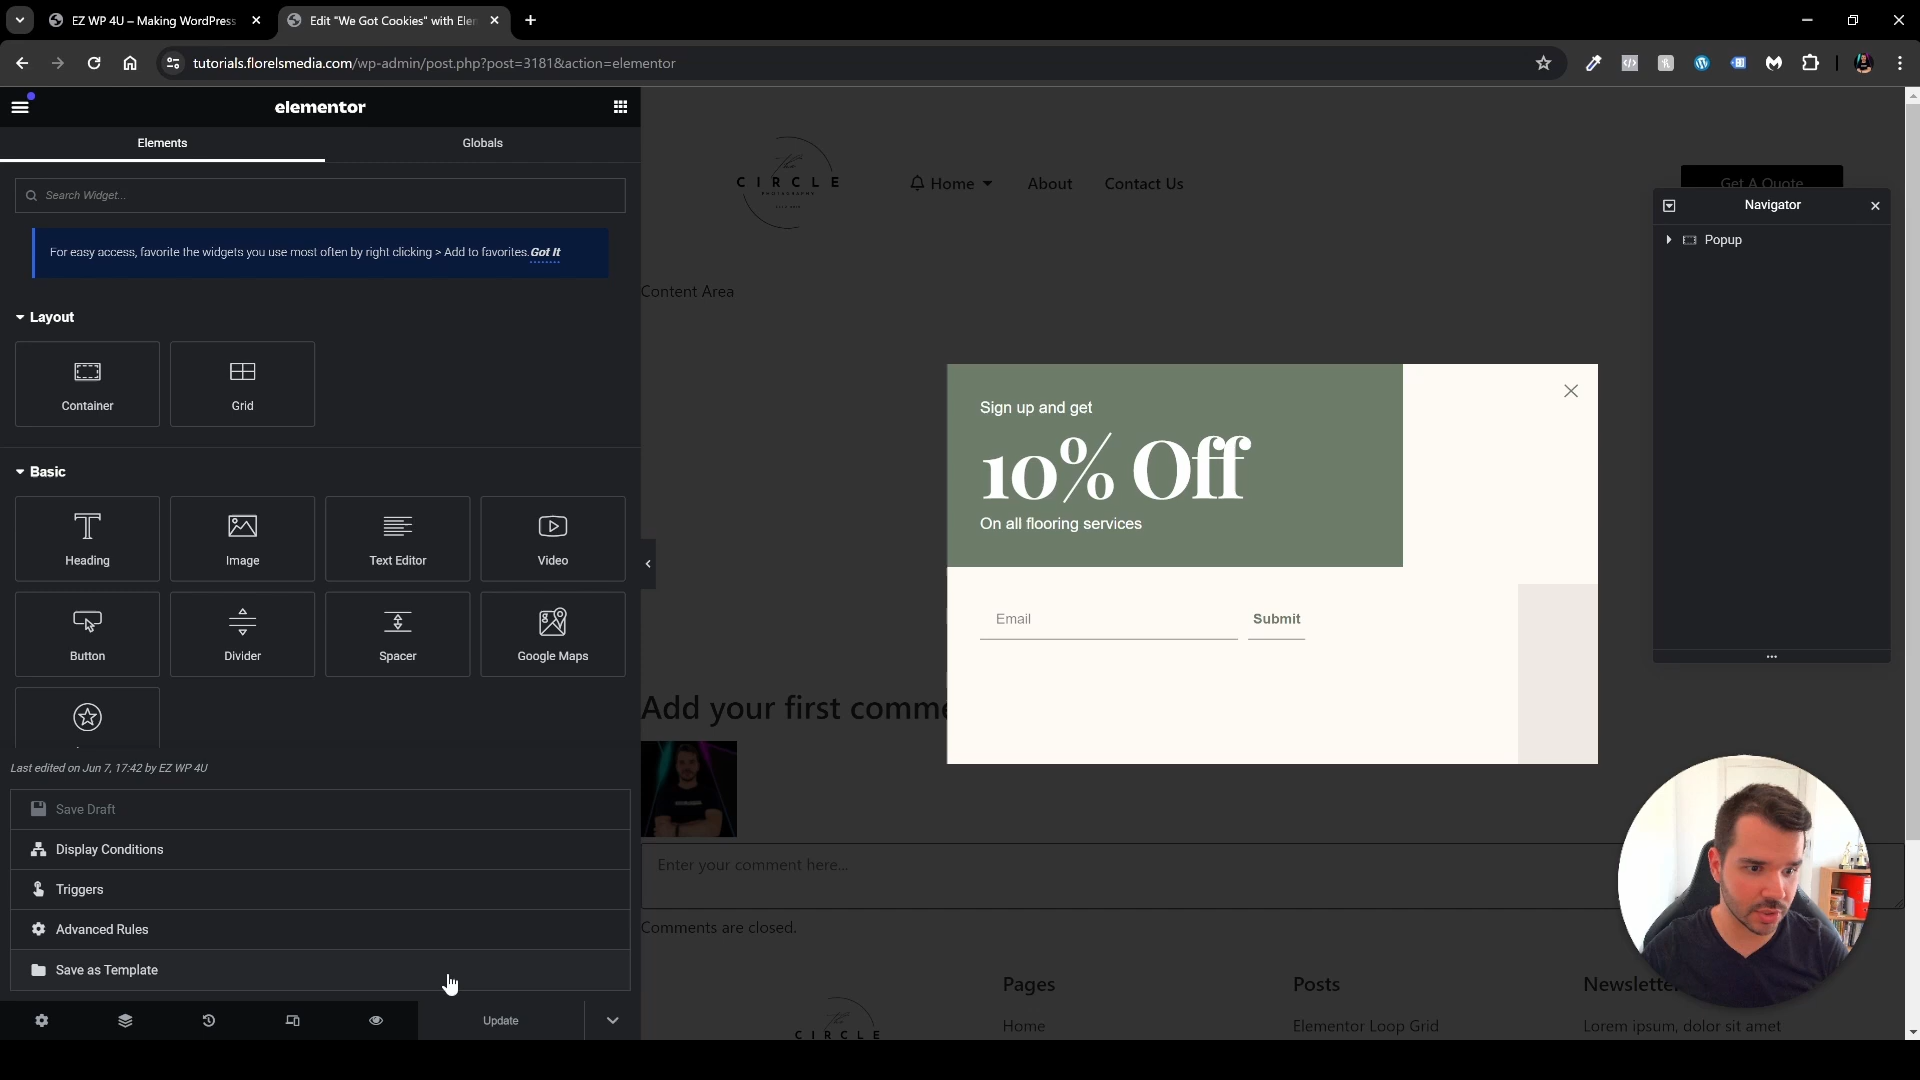 EZ WP 4U – Making WordPress
Edit "We Got Cookies" with Elem
tutorials.florelsmedia.com/wp-admin/post.php?post=3181&action=elementor
elementor
Elements
Globals
Search Widget...
For easy access, favorite the widgets you use most often by right clicking > Add to favorites. Got It
Layout
Container
Grid
Basic
Heading
Image
Text Editor
Video
Button
Divider
Spacer
Google Maps
Last edited on Jun 7, 17:42 by EZ WP 4U
Save Draft
Display Conditions
Triggers
Advanced Rules
Save as Template
Update
the
CIRCLE
PHOTOGRAPHY
Home
About
Contact Us
Get A Quote
Content Area
Navigator
Popup
Sign up and get
10% Off
On all flooring services
Email
Submit
Add your first comme
Enter your comment here...
Comments are closed.
CIRCLE
Pages
Home
Posts
Elementor Loop Grid
Newslette
Lorem ipsum, dolor sit amet